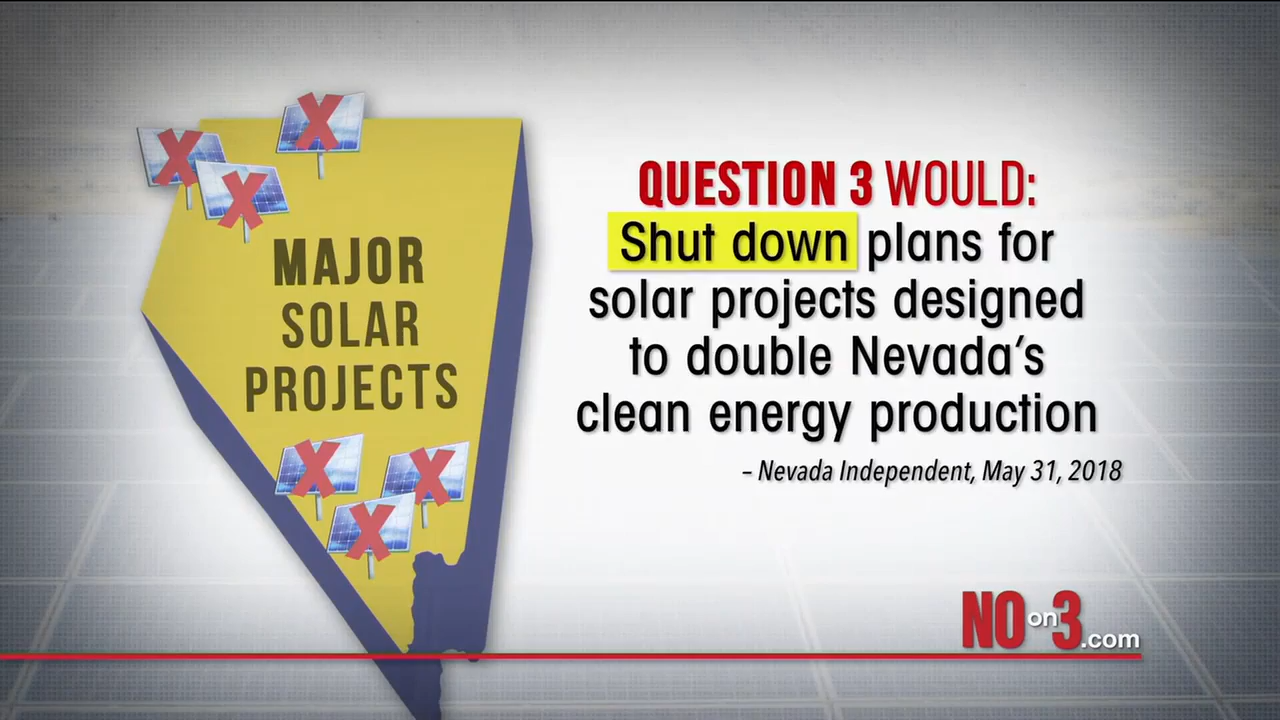 MAJOR
SOLAR
PROJECTS
QUESTION 3 WOULD:
Shut down plans for
solar projects designed
to double Nevada's
clean energy production
– Nevada Independent, May 31, 2018
NO on 3.com